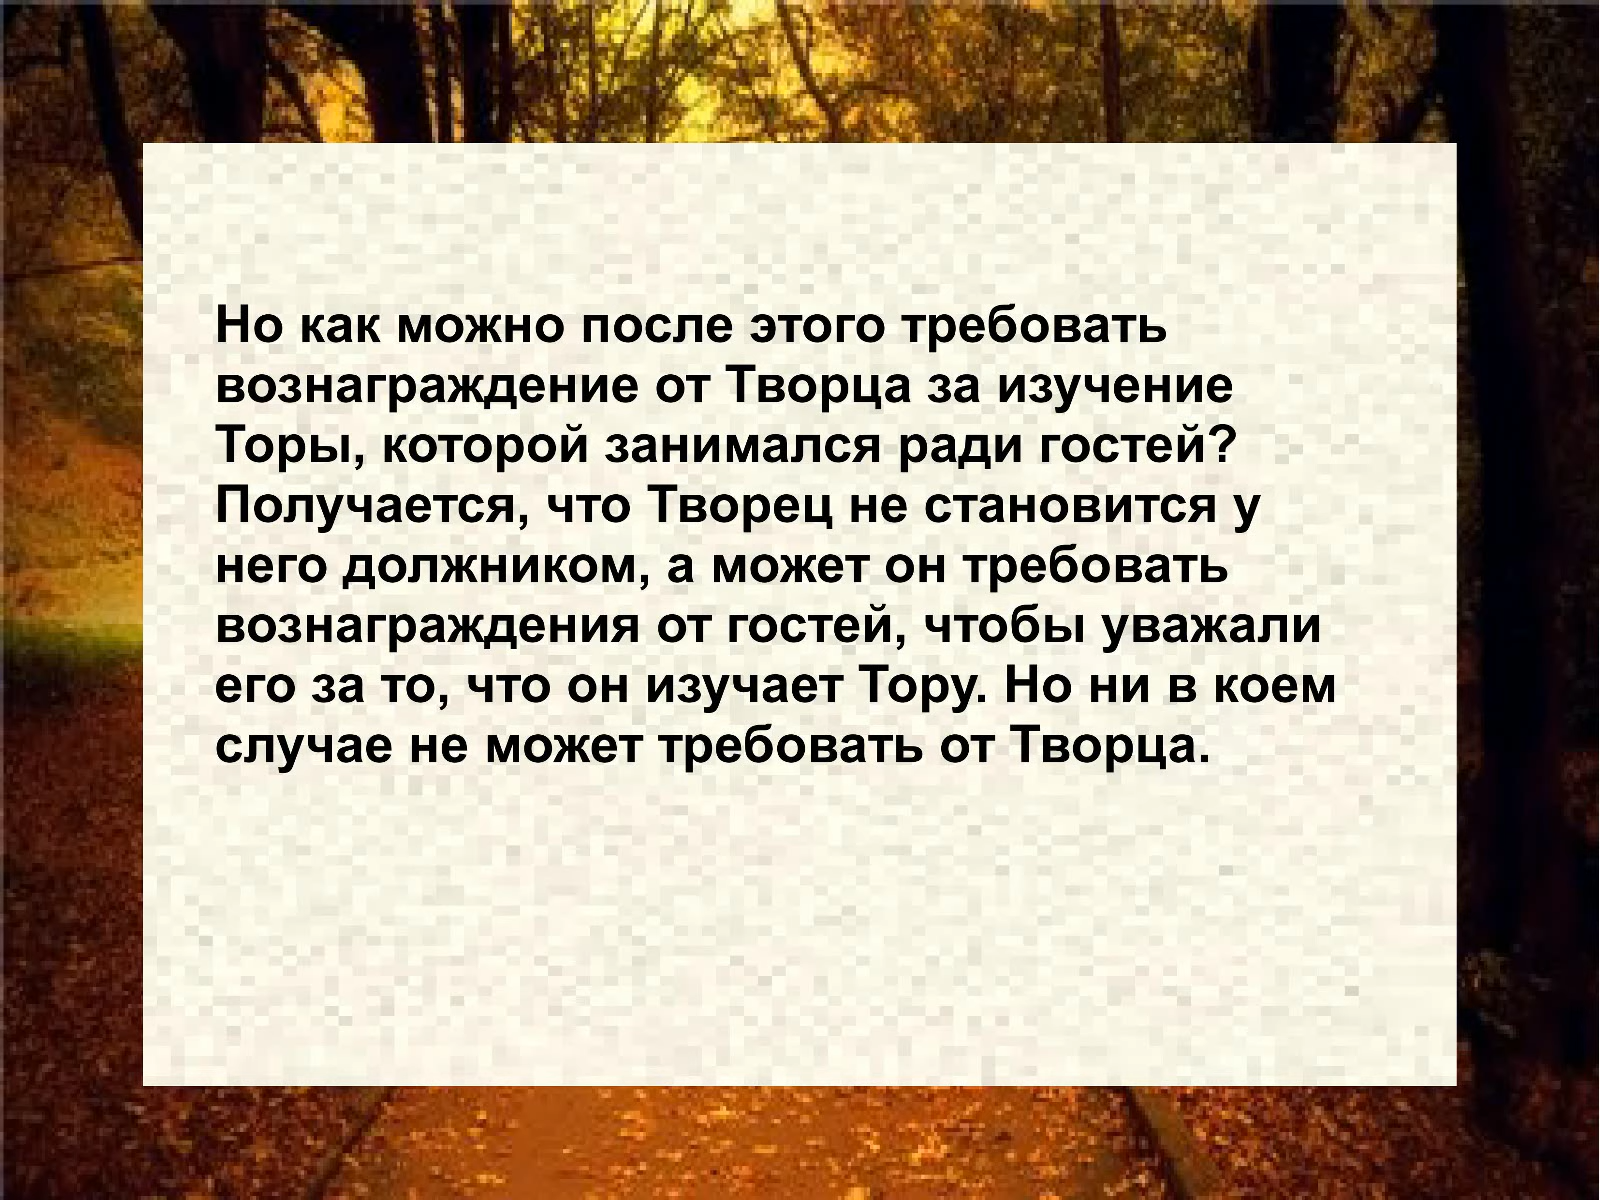 Но как можно после этого требовать
вознаграждение от Творца за изучение
Торы, которой занимался ради гостей?
Получается, что Творец не становится у
него должником, а может он требовать
вознаграждения от гостей, чтобы уважали
его за то, что он изучает Тору. Но ни в коем
случае не может требовать от Творца.